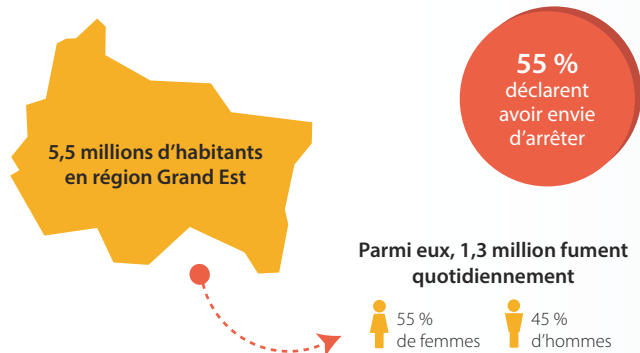 55 %
déclarent
avoir envie
d’arrêter
5,5 millions d’habitants
en région Grand Est
Parmi eux, 1,3 million fument
quotidiennement
55 %
de femmes
45 %
d’hommes